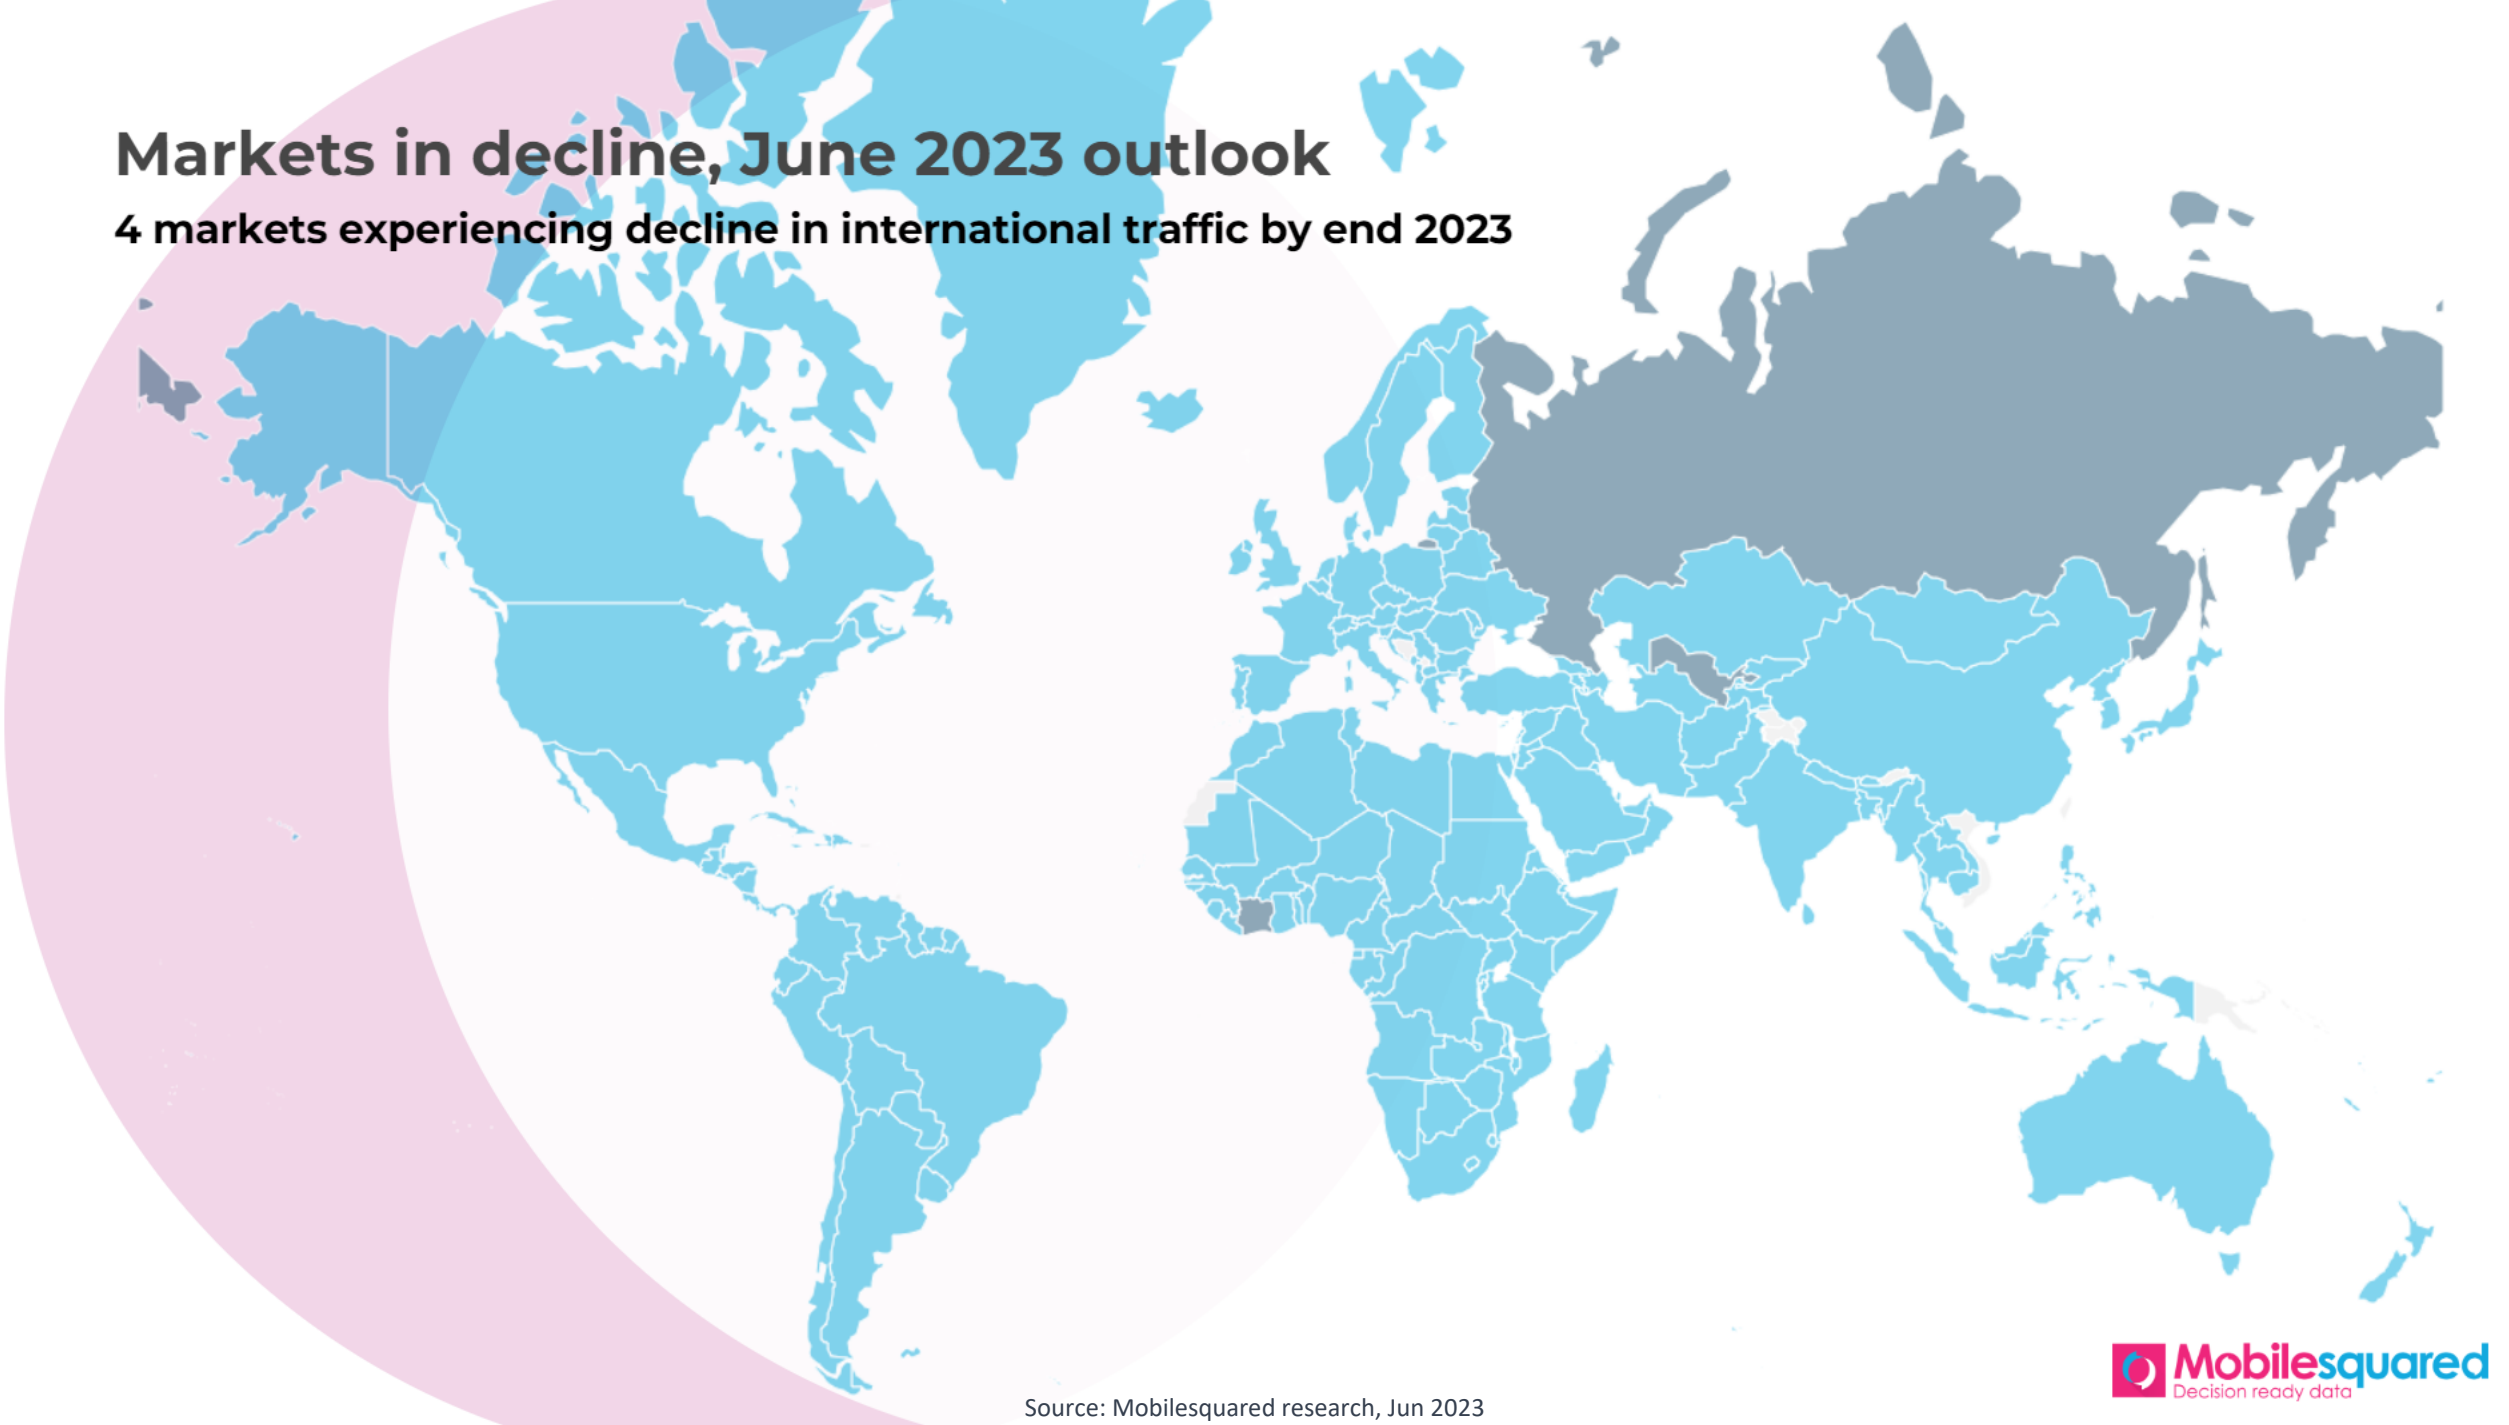 Markets in decline, June 2023 outlook
4 markets experiencing decline in international traffic by end 2023
Mobilesquared
Decision ready data
Source: Mobilesquared research, Jun 2023